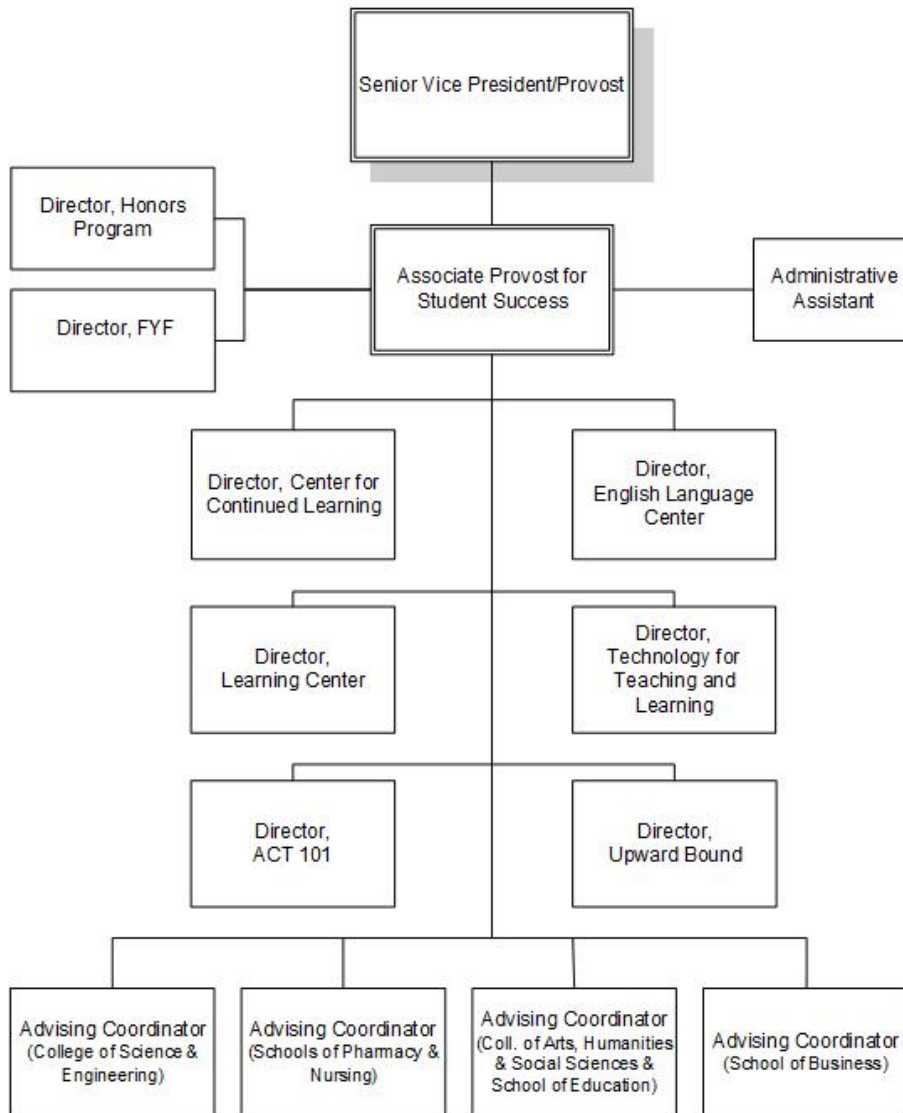 Senior Vice President/Provost
Director, Honors
Program
Associate Provost for
Student Success
Administrative
Assistant
Director, FYF
Director, Center for
Continued Learning
Director,
English Language
Center
Director,
Learning Center
Director,
Technology for
Teaching and
Learning
Director,
ACT 101
Director,
Upward Bound
Advising Coordinator
(College of Science &
Engineering)
Advising Coordinator
(Schools of Pharmacy &
Nursing)
Advising Coordinator
(Coll. of Arts, Humanities
& Social Sciences &
School of Education)
Advising Coordinator
(School of Business)